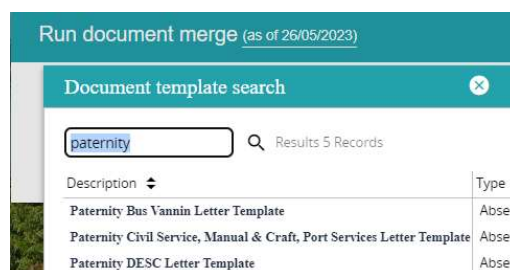 Run document merge (as of 26/05/2023)
Document template search
paternity Results 5 Records
Description Type
Paternity Bus Vannin Letter Template Abse
Paternity Civil Service, Manual & Craft, Port Services Letter Template Abse
Paternity DESC Letter Template Abse